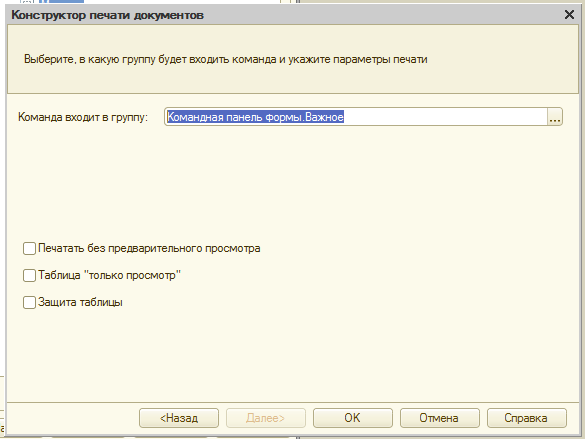 Конструктор печати документов
Выберите, в какую группу будет входить команда и укажите параметры печати
Команда входит в группу: Командная панель формы.Важное ...
Печатать без предварительного просмотра
Таблица "только просмотр"
Защита таблицы
<Назад Далее> ОК Отмена Справка